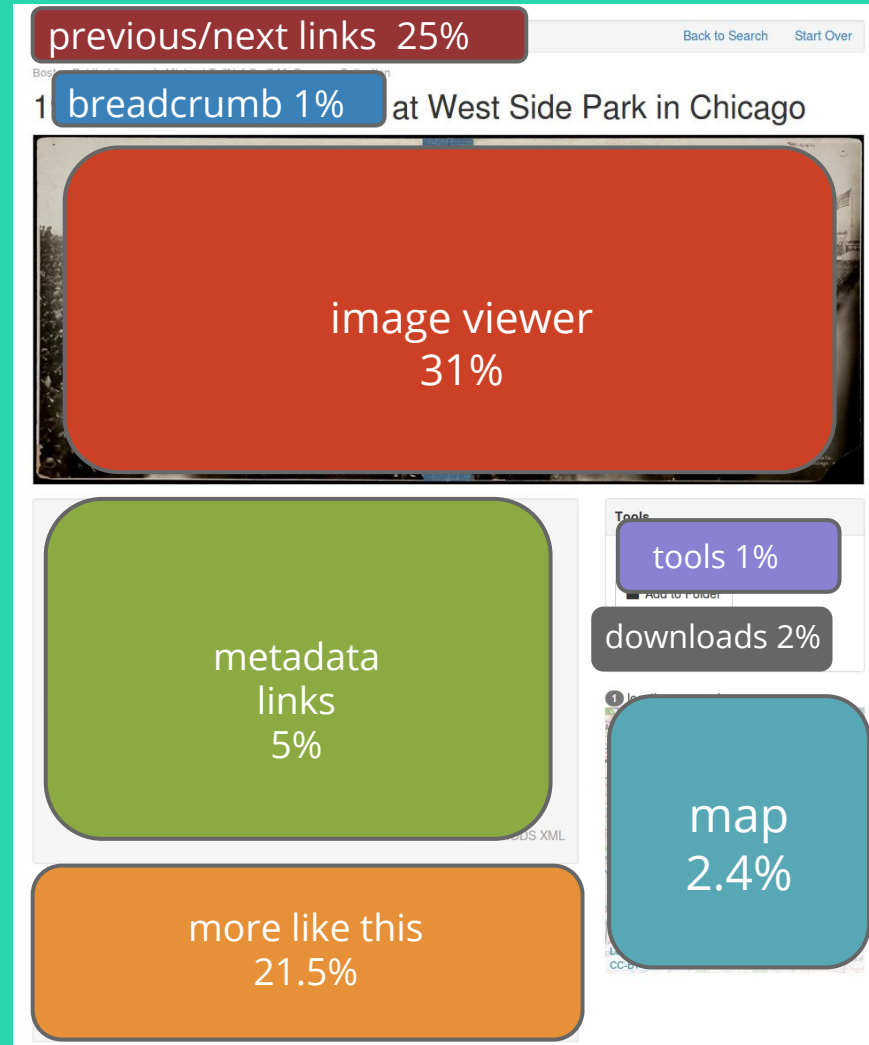 previous/next links 25%
Back to Search Start Over
breadcrumb 1%
1 at West Side Park in Chicago
image viewer
31%
Tools
tools 1%
Add to Folder
downloads 2%
metadata
links
5%
1
map
2.4%
XML
more like this
21.5%